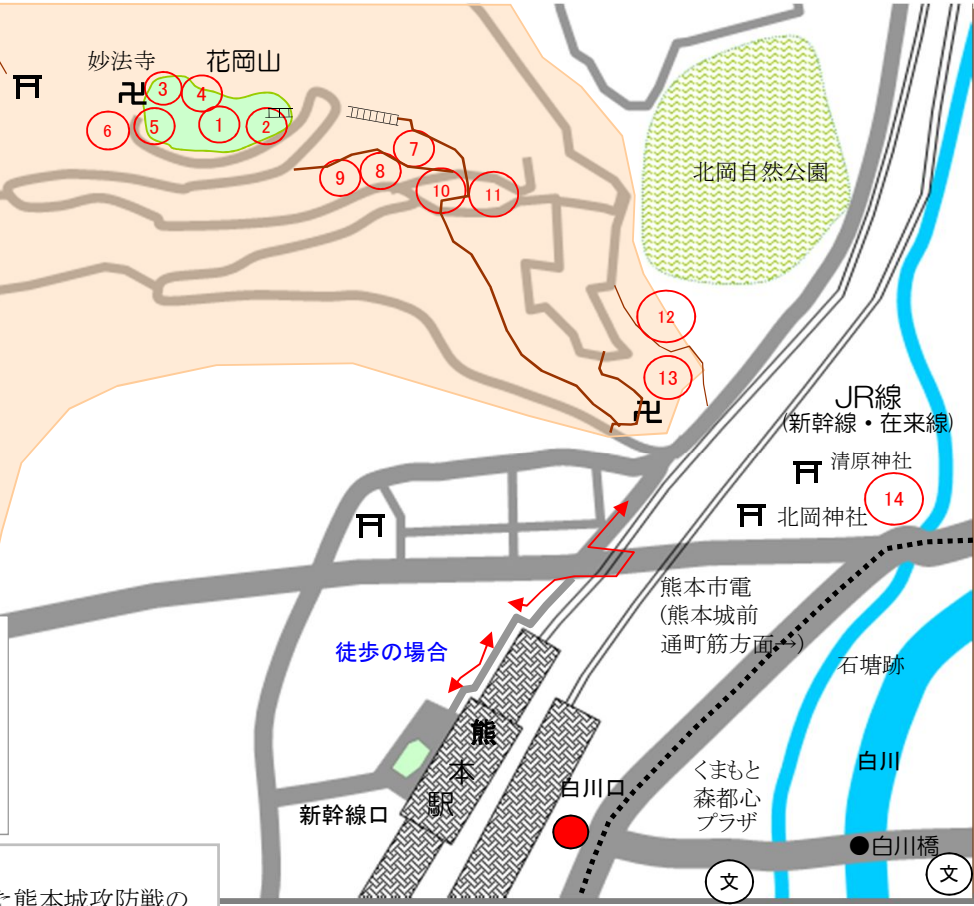 妙法寺
花岡山
3
4
6
5
1
2
7
9
8
10
11
北岡自然公園
12
13
JR線
(新幹線・在来線)
清原神社
14
北岡神社
熊本市電
(熊本城前
通町筋方面→)
徒歩の場合
石塘跡
熊
本
駅
新幹線口
白川口
くまもと
森都心
プラザ
白川
●白川橋
文
文
熊本城攻防戦の